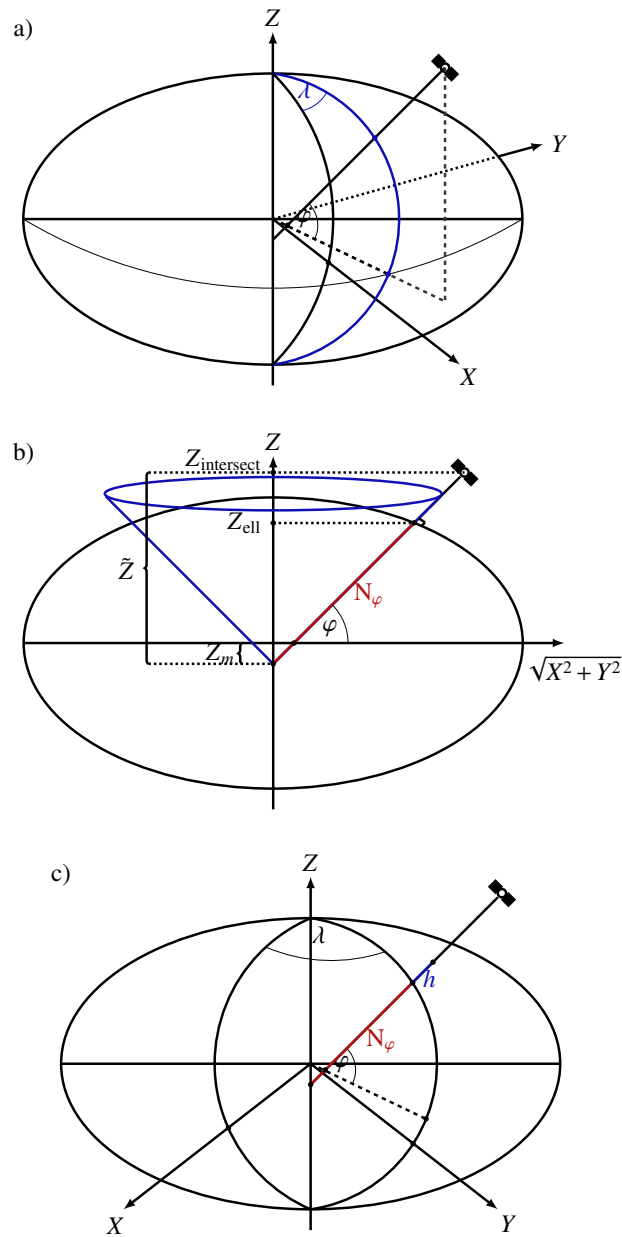 a)
Z
λ
Y
φ
X
b)
Z
Z_intersect
Z_ell
Z̃
N_φ
φ
Z_m
√X² + Y²
c)
Z
λ
h
N_φ
φ
X
Y